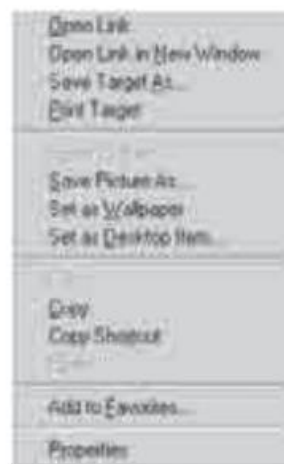 Open Link
Open Link in New Window
Save Target As...
Print Target
Save Picture As...
Set as Wallpaper
Set as Desktop Item...
Copy
Copy Shortcut
Add to Favorites...
Properties